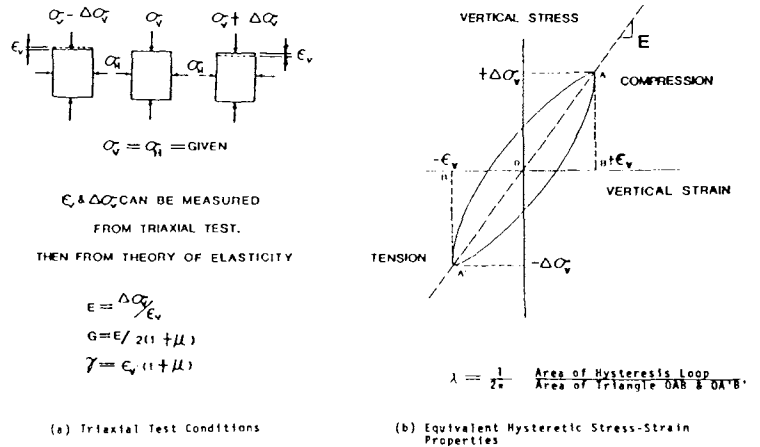 σv - Δσv σv σv + Δσv
εv σH σH εv
σv = σH = GIVEN
εv & Δσv CAN BE MEASURED
FROM TRIAXIAL TEST.
THEN FROM THEORY OF ELASTICITY
E = Δσv/εv
G=E/2(1+μ)
γ = εv·(1+μ)
(a) Triaxial Test Conditions
VERTICAL STRESS
E
+Δσv
A
COMPRESSION
-εv
O
B
+εv
VERTICAL STRAIN
TENSION
A'
-Δσv
λ = 1/2π Area of Hysteresis Loop / Area of Triangle OAB & OA'B'
(b) Equivalent Hysteretic Stress-Strain
Properties